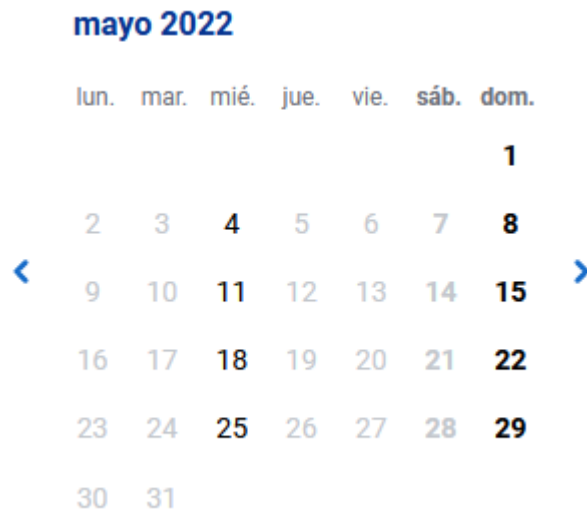 mayo 2022
lun. mar. mié. jue. vie. sáb. dom.
1
2 3 4 5 6 7 8
9 10 11 12 13 14 15
16 17 18 19 20 21 22
23 24 25 26 27 28 29
30 31